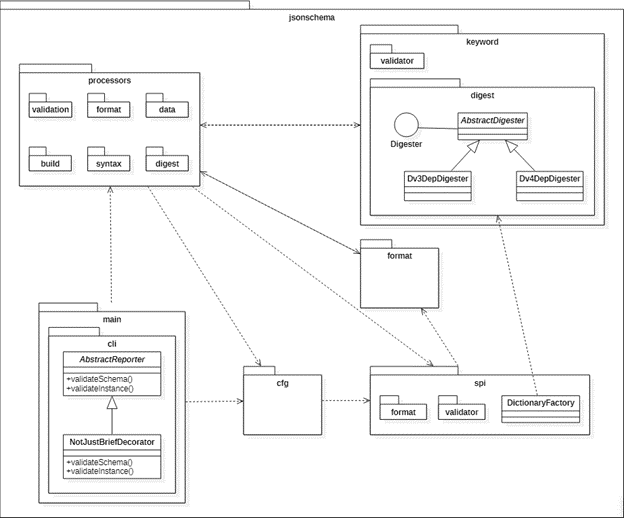 jsonschema
processors
validation
format
data
build
syntax
digest
keyword
validator
digest
AbstractDigester
Digester
Dv3DepDigester
Dv4DepDigester
format
main
cli
AbstractReporter
+validateSchema()
+validateInstance()
NotJustBriefDecorator
+validateSchema()
+validateInstance()
cfg
spi
format
validator
DictionaryFactory